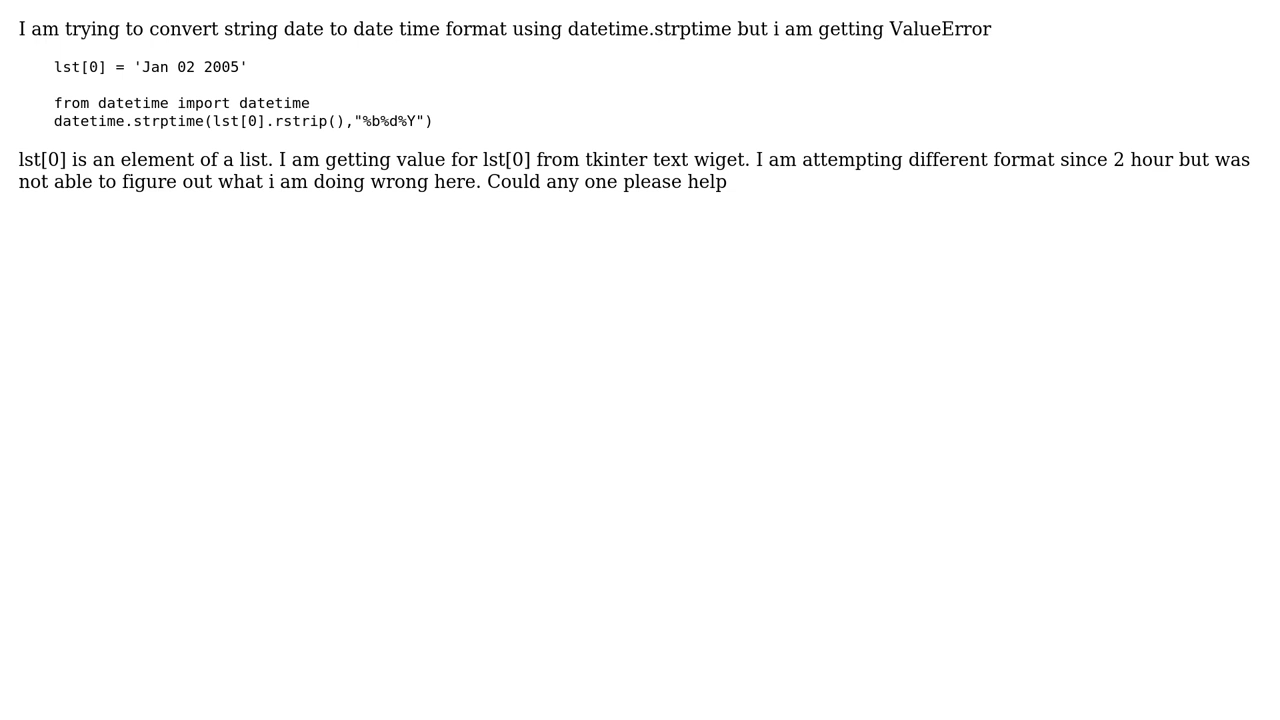 I am trying to convert string date to date time format using datetime.strptime but i am getting ValueError
lst[0] = 'Jan 02 2005'
from datetime import datetime
datetime.strptime(lst[0].rstrip(),"%b%d%Y")
lst[0] is an element of a list. I am getting value for lst[0] from tkinter text wiget. I am attempting different format since 2 hour but was
not able to figure out what i am doing wrong here. Could any one please help